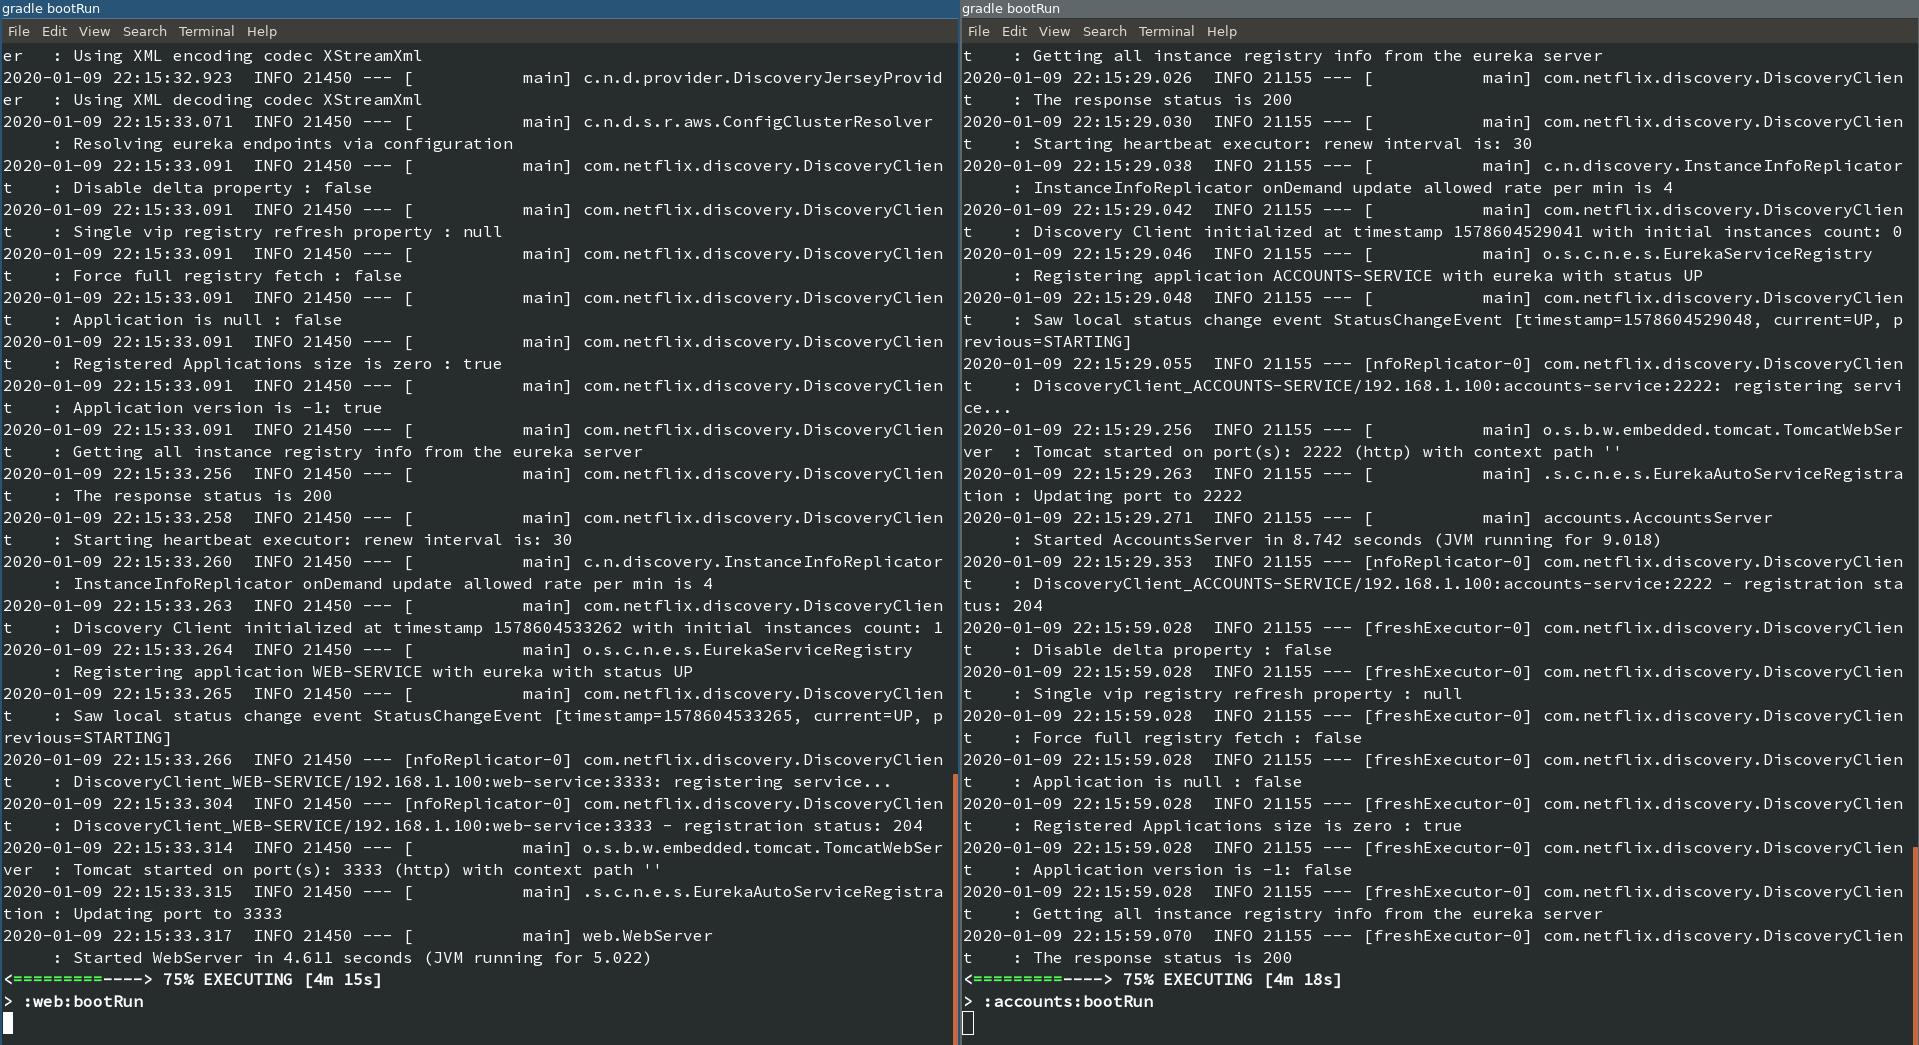 gradle bootRun
File Edit View Search Terminal Help
er   : Using XML encoding codec XStreamXml
2020-01-09 22:15:32.923  INFO 21450 --- [           main] c.n.d.provider.DiscoveryJerseyProvid
er   : Using XML decoding codec XStreamXml
2020-01-09 22:15:33.071  INFO 21450 --- [           main] c.n.d.s.r.aws.ConfigClusterResolver
     : Resolving eureka endpoints via configuration
2020-01-09 22:15:33.091  INFO 21450 --- [           main] com.netflix.discovery.DiscoveryClien
t    : Disable delta property : false
2020-01-09 22:15:33.091  INFO 21450 --- [           main] com.netflix.discovery.DiscoveryClien
t    : Single vip registry refresh property : null
2020-01-09 22:15:33.091  INFO 21450 --- [           main] com.netflix.discovery.DiscoveryClien
t    : Force full registry fetch : false
2020-01-09 22:15:33.091  INFO 21450 --- [           main] com.netflix.discovery.DiscoveryClien
t    : Application is null : false
2020-01-09 22:15:33.091  INFO 21450 --- [           main] com.netflix.discovery.DiscoveryClien
t    : Registered Applications size is zero : true
2020-01-09 22:15:33.091  INFO 21450 --- [           main] com.netflix.discovery.DiscoveryClien
t    : Application version is -1: true
2020-01-09 22:15:33.091  INFO 21450 --- [           main] com.netflix.discovery.DiscoveryClien
t    : Getting all instance registry info from the eureka server
2020-01-09 22:15:33.256  INFO 21450 --- [           main] com.netflix.discovery.DiscoveryClien
t    : The response status is 200
2020-01-09 22:15:33.258  INFO 21450 --- [           main] com.netflix.discovery.DiscoveryClien
t    : Starting heartbeat executor: renew interval is: 30
2020-01-09 22:15:33.260  INFO 21450 --- [           main] c.n.discovery.InstanceInfoReplicator
     : InstanceInfoReplicator onDemand update allowed rate per min is 4
2020-01-09 22:15:33.263  INFO 21450 --- [           main] com.netflix.discovery.DiscoveryClien
t    : Discovery Client initialized at timestamp 1578604533262 with initial instances count: 1
2020-01-09 22:15:33.264  INFO 21450 --- [           main] o.s.c.n.e.s.EurekaServiceRegistry
     : Registering application WEB-SERVICE with eureka with status UP
2020-01-09 22:15:33.265  INFO 21450 --- [           main] com.netflix.discovery.DiscoveryClien
t    : Saw local status change event StatusChangeEvent [timestamp=1578604533265, current=UP, p
revious=STARTING]
2020-01-09 22:15:33.266  INFO 21450 --- [nfoReplicator-0] com.netflix.discovery.DiscoveryClien
t    : DiscoveryClient_WEB-SERVICE/192.168.1.100:web-service:3333: registering service...
2020-01-09 22:15:33.304  INFO 21450 --- [nfoReplicator-0] com.netflix.discovery.DiscoveryClien
t    : DiscoveryClient_WEB-SERVICE/192.168.1.100:web-service:3333 - registration status: 204
2020-01-09 22:15:33.314  INFO 21450 --- [           main] o.s.b.w.embedded.tomcat.TomcatWebSer
ver  : Tomcat started on port(s): 3333 (http) with context path ''
2020-01-09 22:15:33.315  INFO 21450 --- [           main] .s.c.n.e.s.EurekaAutoServiceRegistra
tion : Updating port to 3333
2020-01-09 22:15:33.317  INFO 21450 --- [           main] web.WebServer
     : Started WebServer in 4.611 seconds (JVM running for 5.022)
<=========----> 75% EXECUTING [4m 15s]
> :web:bootRun
gradle bootRun
File Edit View Search Terminal Help
t    : Getting all instance registry info from the eureka server
2020-01-09 22:15:29.026  INFO 21155 --- [           main] com.netflix.discovery.DiscoveryClien
t    : The response status is 200
2020-01-09 22:15:29.030  INFO 21155 --- [           main] com.netflix.discovery.DiscoveryClien
t    : Starting heartbeat executor: renew interval is: 30
2020-01-09 22:15:29.038  INFO 21155 --- [           main] c.n.discovery.InstanceInfoReplicator
     : InstanceInfoReplicator onDemand update allowed rate per min is 4
2020-01-09 22:15:29.042  INFO 21155 --- [           main] com.netflix.discovery.DiscoveryClien
t    : Discovery Client initialized at timestamp 1578604529041 with initial instances count: 0
2020-01-09 22:15:29.046  INFO 21155 --- [           main] o.s.c.n.e.s.EurekaServiceRegistry
     : Registering application ACCOUNTS-SERVICE with eureka with status UP
2020-01-09 22:15:29.048  INFO 21155 --- [           main] com.netflix.discovery.DiscoveryClien
t    : Saw local status change event StatusChangeEvent [timestamp=1578604529048, current=UP, p
revious=STARTING]
2020-01-09 22:15:29.055  INFO 21155 --- [nfoReplicator-0] com.netflix.discovery.DiscoveryClien
t    : DiscoveryClient_ACCOUNTS-SERVICE/192.168.1.100:accounts-service:2222: registering servi
ce...
2020-01-09 22:15:29.256  INFO 21155 --- [           main] o.s.b.w.embedded.tomcat.TomcatWebSer
ver  : Tomcat started on port(s): 2222 (http) with context path ''
2020-01-09 22:15:29.263  INFO 21155 --- [           main] .s.c.n.e.s.EurekaAutoServiceRegistra
tion : Updating port to 2222
2020-01-09 22:15:29.271  INFO 21155 --- [           main] accounts.AccountsServer
     : Started AccountsServer in 8.742 seconds (JVM running for 9.018)
2020-01-09 22:15:29.353  INFO 21155 --- [nfoReplicator-0] com.netflix.discovery.DiscoveryClien
t    : DiscoveryClient_ACCOUNTS-SERVICE/192.168.1.100:accounts-service:2222 - registration sta
tus: 204
2020-01-09 22:15:59.028  INFO 21155 --- [freshExecutor-0] com.netflix.discovery.DiscoveryClien
t    : Disable delta property : false
2020-01-09 22:15:59.028  INFO 21155 --- [freshExecutor-0] com.netflix.discovery.DiscoveryClien
t    : Single vip registry refresh property : null
2020-01-09 22:15:59.028  INFO 21155 --- [freshExecutor-0] com.netflix.discovery.DiscoveryClien
t    : Force full registry fetch : false
2020-01-09 22:15:59.028  INFO 21155 --- [freshExecutor-0] com.netflix.discovery.DiscoveryClien
t    : Application is null : false
2020-01-09 22:15:59.028  INFO 21155 --- [freshExecutor-0] com.netflix.discovery.DiscoveryClien
t    : Registered Applications size is zero : true
2020-01-09 22:15:59.028  INFO 21155 --- [freshExecutor-0] com.netflix.discovery.DiscoveryClien
t    : Application version is -1: false
2020-01-09 22:15:59.028  INFO 21155 --- [freshExecutor-0] com.netflix.discovery.DiscoveryClien
t    : Getting all instance registry info from the eureka server
2020-01-09 22:15:59.070  INFO 21155 --- [freshExecutor-0] com.netflix.discovery.DiscoveryClien
t    : The response status is 200
<=========----> 75% EXECUTING [4m 18s]
> :accounts:bootRun